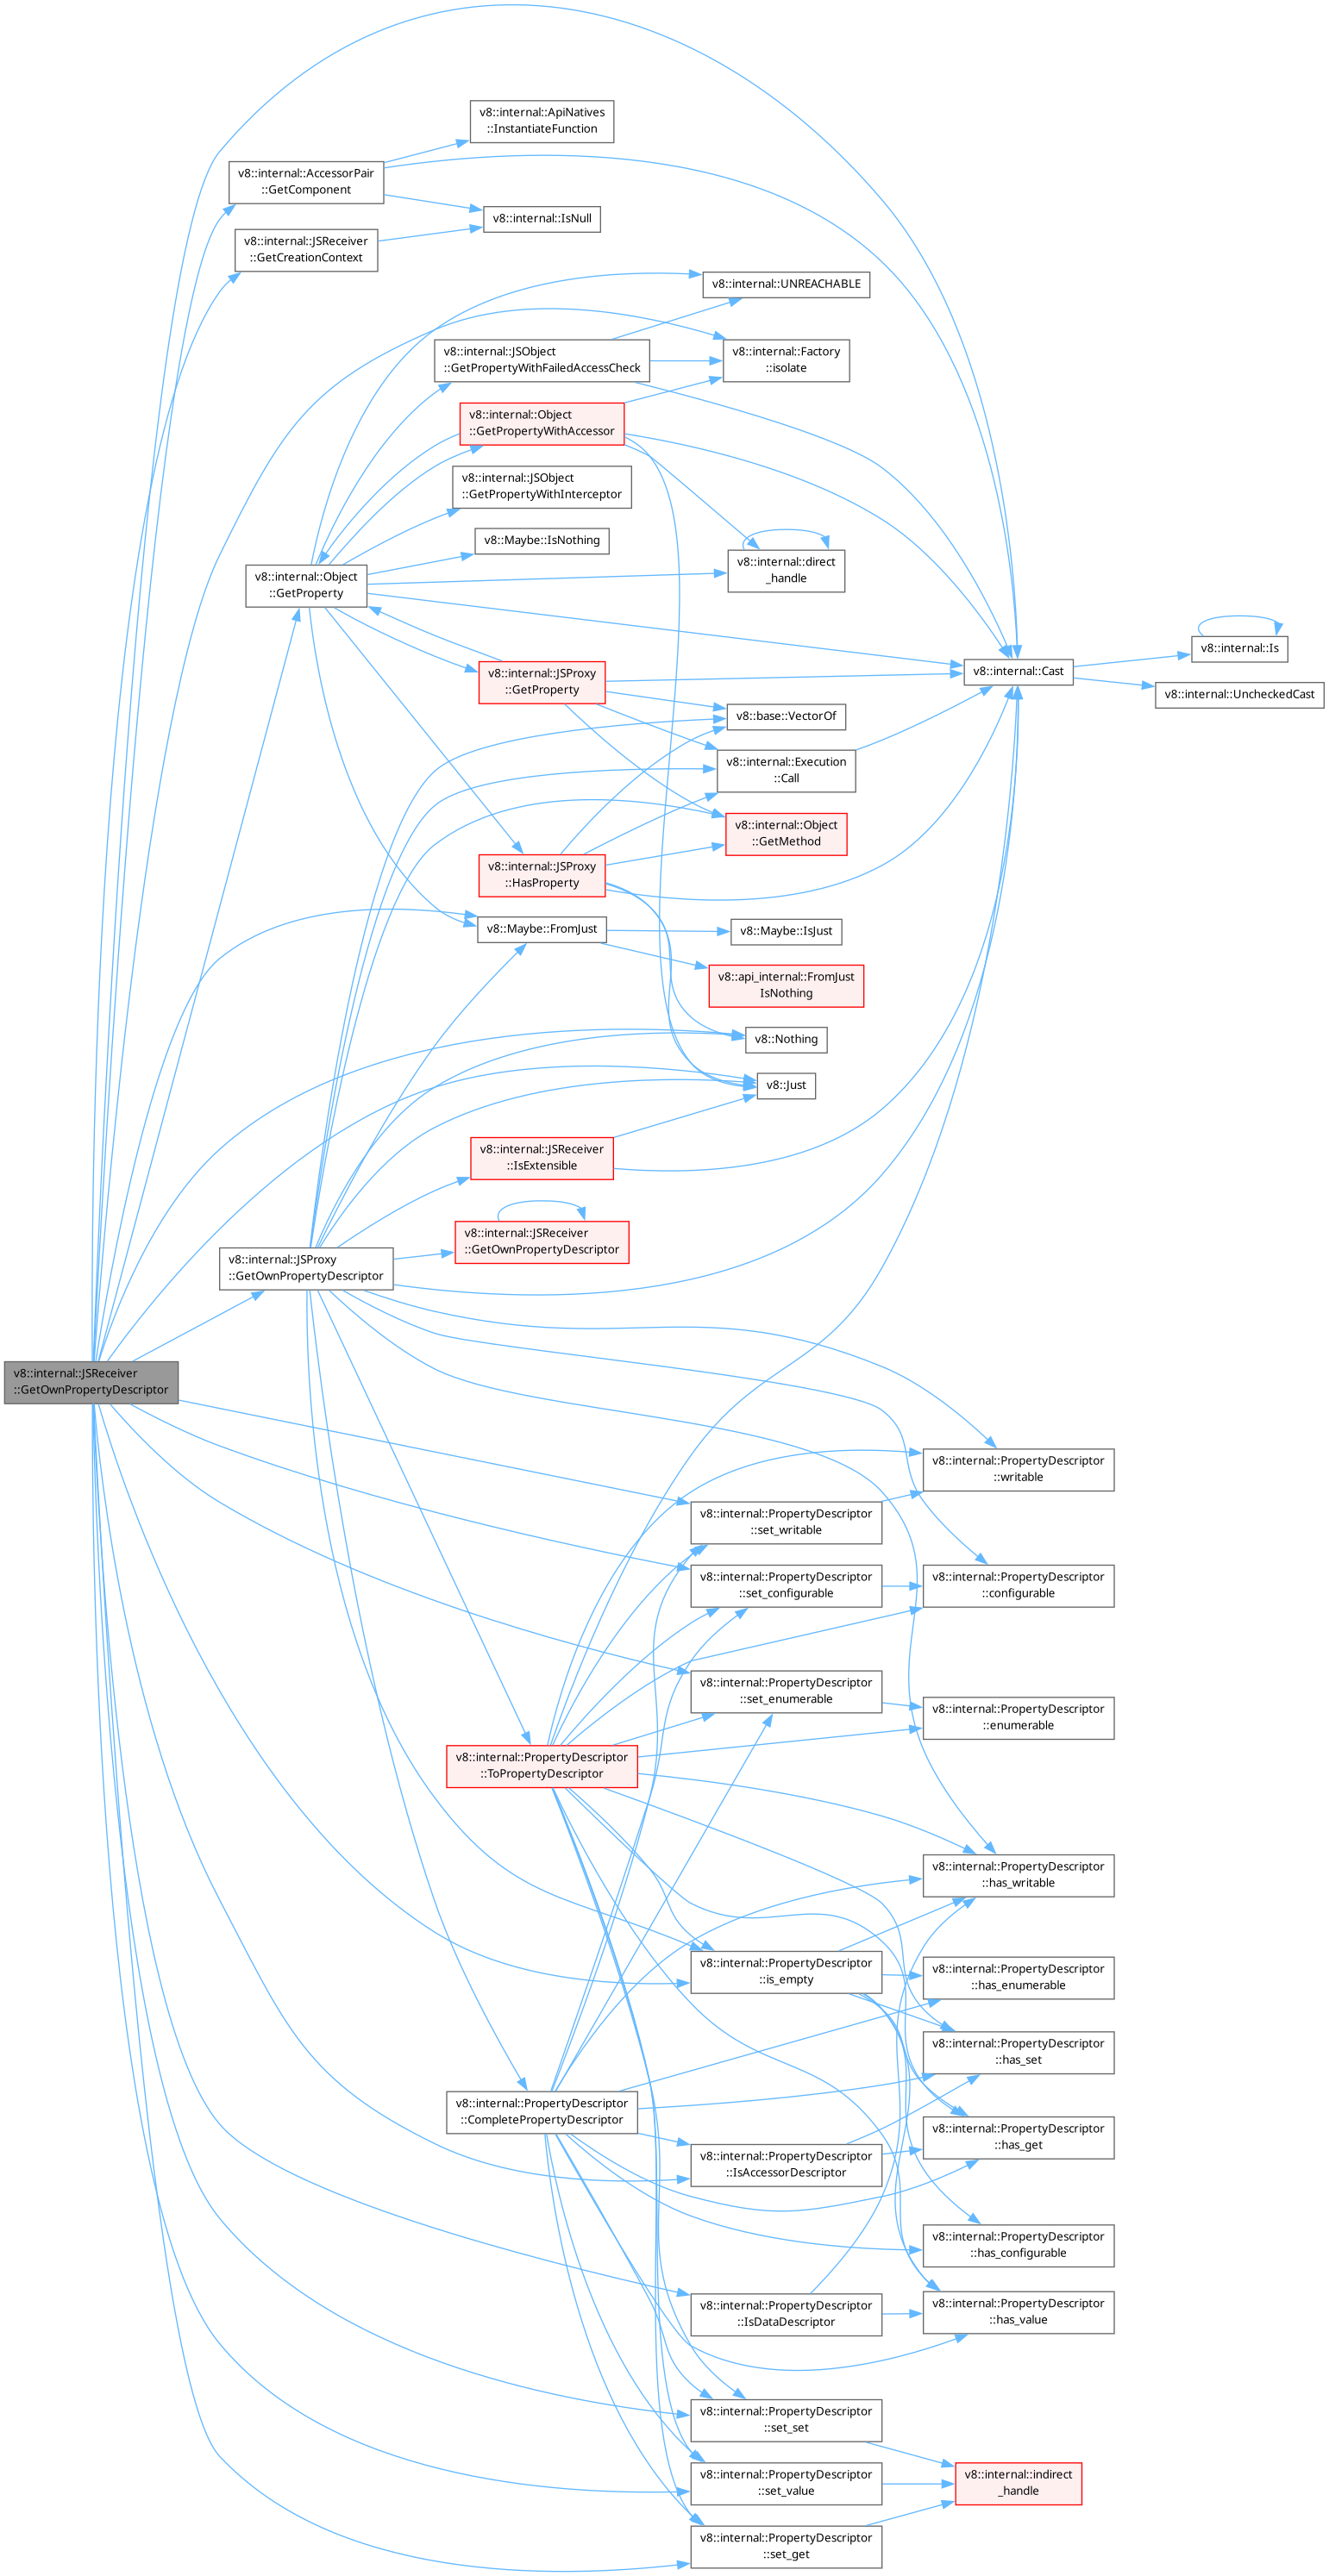 v8::internal::ApiNatives
::InstantiateFunction
v8::internal::AccessorPair
::GetComponent
v8::internal::IsNull
v8::internal::JSReceiver
::GetCreationContext
v8::internal::UNREACHABLE
v8::internal::JSObject
::GetPropertyWithFailedAccessCheck
v8::internal::Factory
::isolate
v8::internal::Object
::GetPropertyWithAccessor
v8::internal::JSObject
::GetPropertyWithInterceptor
v8::Maybe::IsNothing
v8::internal::direct
_handle
v8::internal::Object
::GetProperty
v8::internal::Is
v8::internal::Cast
v8::internal::UncheckedCast
v8::internal::JSProxy
::GetProperty
v8::base::VectorOf
v8::internal::Execution
::Call
v8::internal::Object
::GetMethod
v8::internal::JSProxy
::HasProperty
v8::Maybe::FromJust
v8::Maybe::IsJust
v8::api_internal::FromJust
IsNothing
v8::Nothing
v8::Just
v8::internal::JSReceiver
::IsExtensible
v8::internal::JSReceiver
::GetOwnPropertyDescriptor
v8::internal::JSProxy
::GetOwnPropertyDescriptor
v8::internal::JSReceiver
::GetOwnPropertyDescriptor
v8::internal::PropertyDescriptor
::writable
v8::internal::PropertyDescriptor
::set_writable
v8::internal::PropertyDescriptor
::set_configurable
v8::internal::PropertyDescriptor
::configurable
v8::internal::PropertyDescriptor
::set_enumerable
v8::internal::PropertyDescriptor
::enumerable
v8::internal::PropertyDescriptor
::ToPropertyDescriptor
v8::internal::PropertyDescriptor
::has_writable
v8::internal::PropertyDescriptor
::is_empty
v8::internal::PropertyDescriptor
::has_enumerable
v8::internal::PropertyDescriptor
::has_set
v8::internal::PropertyDescriptor
::CompletePropertyDescriptor
v8::internal::PropertyDescriptor
::has_get
v8::internal::PropertyDescriptor
::IsAccessorDescriptor
v8::internal::PropertyDescriptor
::has_configurable
v8::internal::PropertyDescriptor
::IsDataDescriptor
v8::internal::PropertyDescriptor
::has_value
v8::internal::PropertyDescriptor
::set_set
v8::internal::PropertyDescriptor
::set_value
v8::internal::indirect
_handle
v8::internal::PropertyDescriptor
::set_get